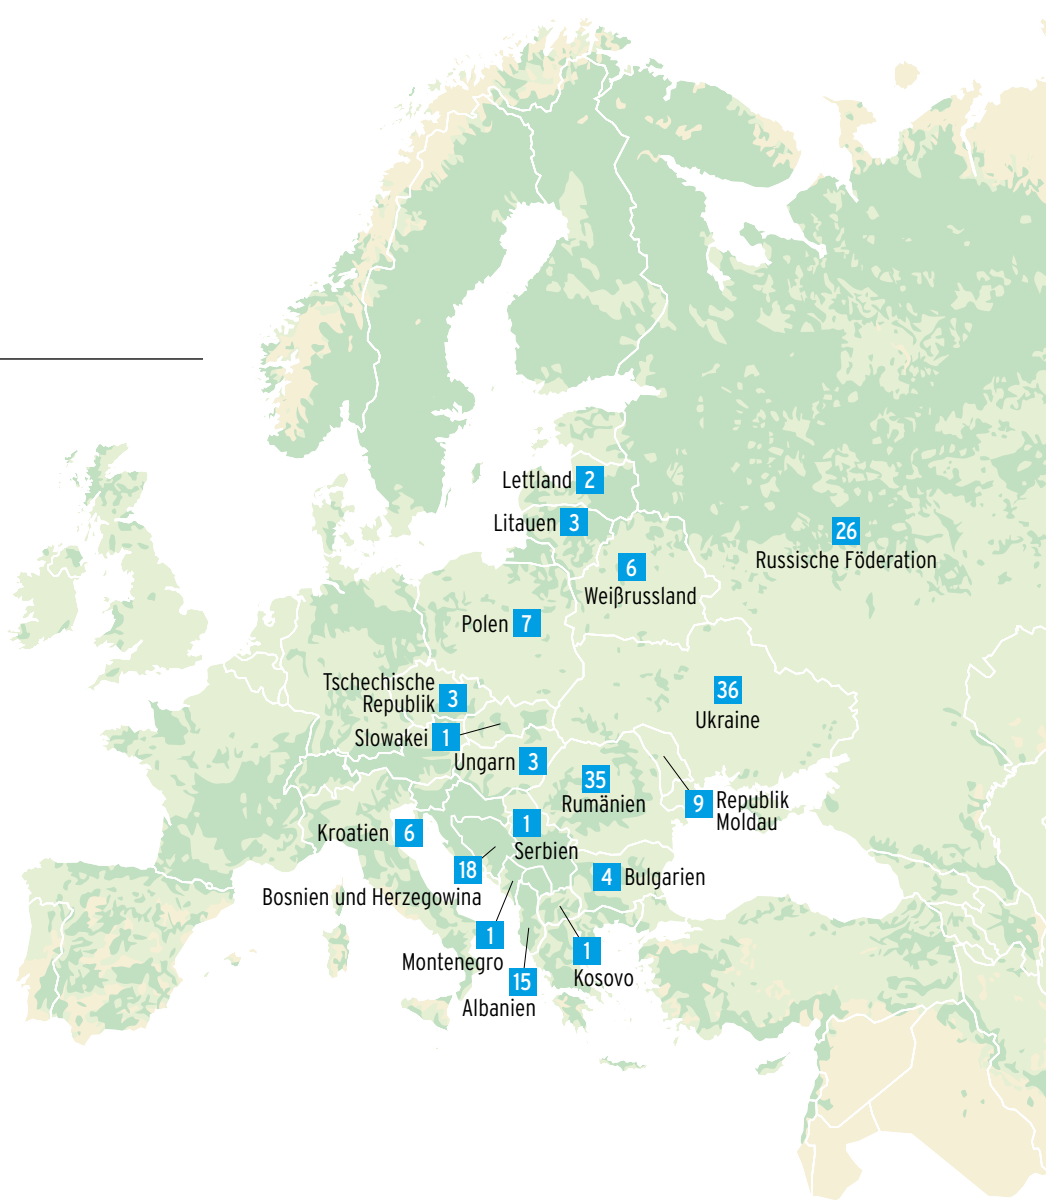 Lettland 2
Litauen 3
26
Russische Föderation
6
Weißrussland
Polen 7
Tschechische
Republik 3
36
Ukraine
Slowakei 1
Ungarn 3
35
Rumänien
9 Republik
Moldau
Kroatien 6
1
Serbien
18
Bosnien und Herzegowina
4 Bulgarien
1
Montenegro
1
Kosovo
15
Albanien